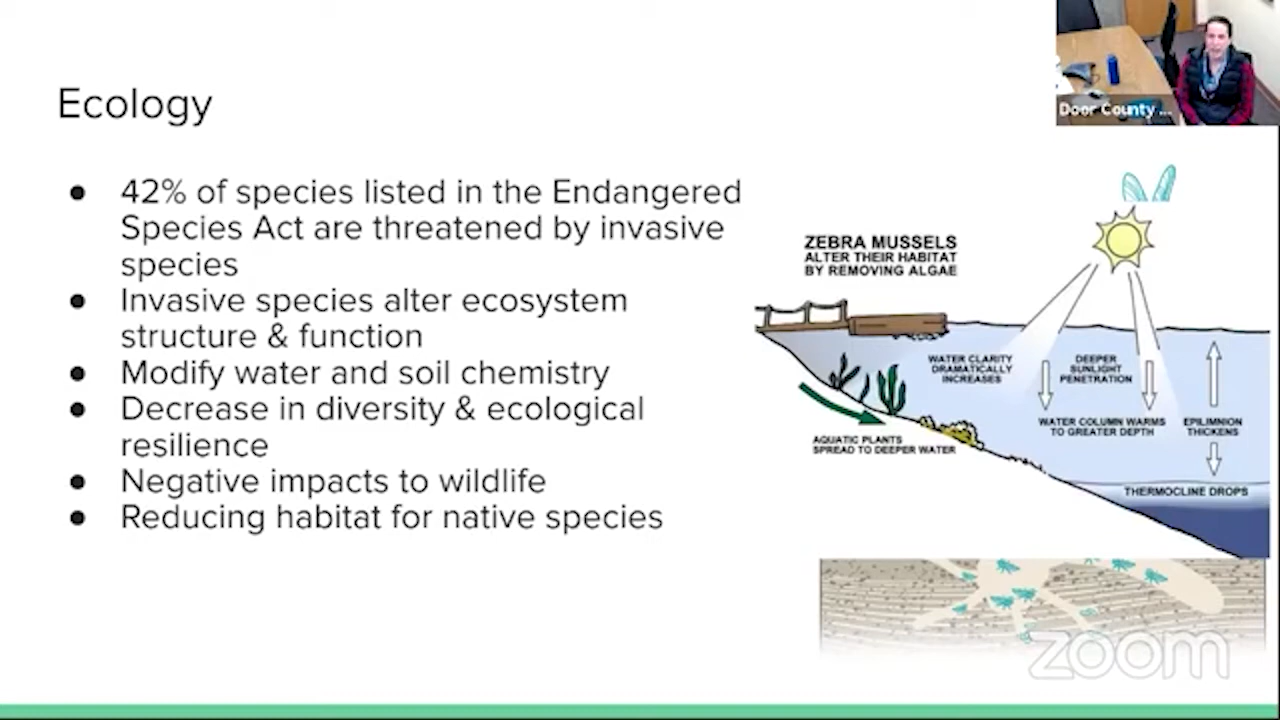 Door County ...
Ecology
● 42% of species listed in the Endangered
Species Act are threatened by invasive
species
● Invasive species alter ecosystem
structure & function
● Modify water and soil chemistry
● Decrease in diversity & ecological
resilience
● Negative impacts to wildlife
● Reducing habitat for native species
ZEBRA MUSSELS
ALTER THEIR HABITAT
BY REMOVING ALGAE
WATER CLARITY
DRAMATICALLY
INCREASES
DEEPER
SUNLIGHT
PENETRATION
WATER COLUMN WARMS
TO GREATER DEPTH
EPILIMNION
THICKENS
AQUATIC PLANTS
SPREAD TO DEEPER WATER
THERMOCLINE DROPS
zoom